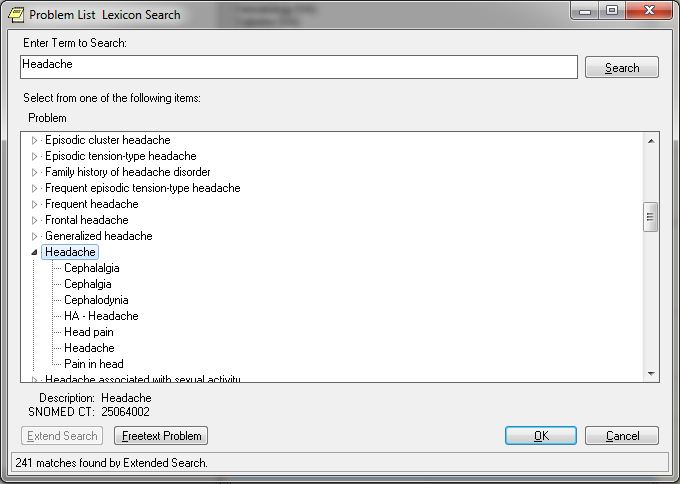 Problem List  Lexicon Search
Enter Term to Search:
Headache
Search
Select from one of the following items:
Problem
Episodic cluster headache
Episodic tension-type headache
Family history of headache disorder
Frequent episodic tension-type headache
Frequent headache
Frontal headache
Generalized headache
Headache
Cephalalgia
Cephalgia
Cephalodynia
HA - Headache
Head pain
Headache
Pain in head
Headache associated with sexual activity
Description: Headache
SNOMED CT: 25064002
Extend Search
Freetext Problem
OK
Cancel
241 matches found by Extended Search.